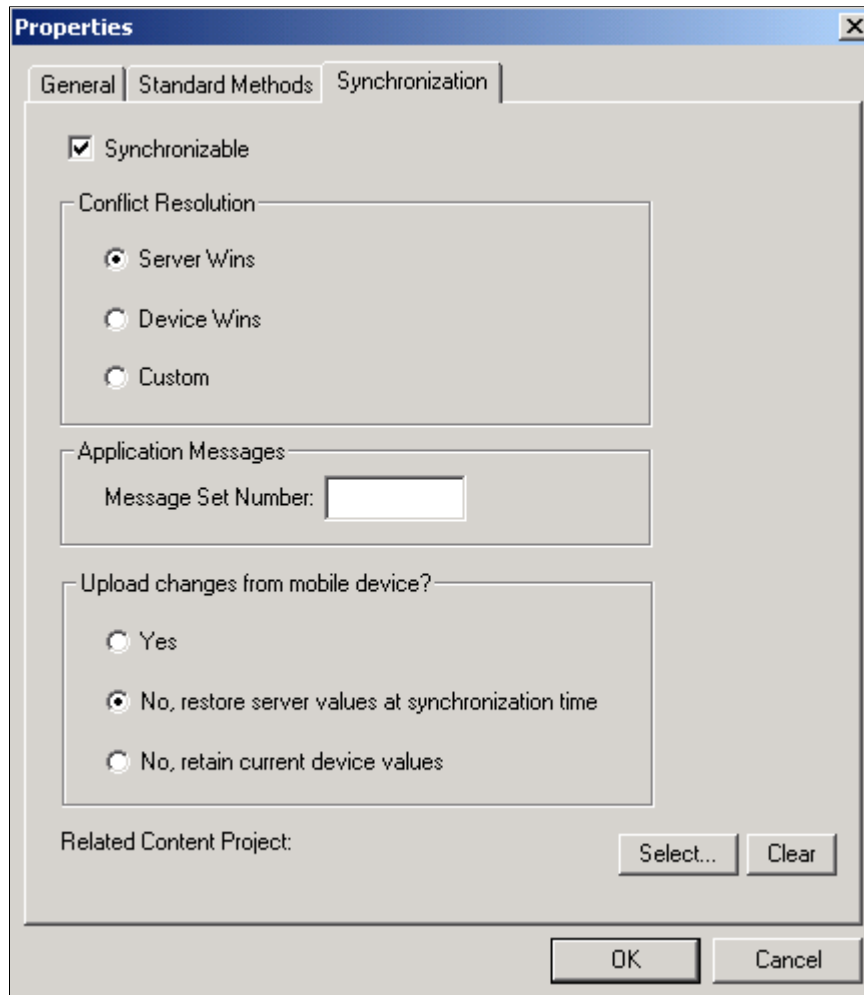 Properties
General Standard Methods Synchronization
Synchronizable
Conflict Resolution
Server Wins
Device Wins
Custom
Application Messages
Message Set Number:
Upload changes from mobile device?
Yes
No, restore server values at synchronization time
No, retain current device values
Related Content Project:
Select... Clear
OK Cancel